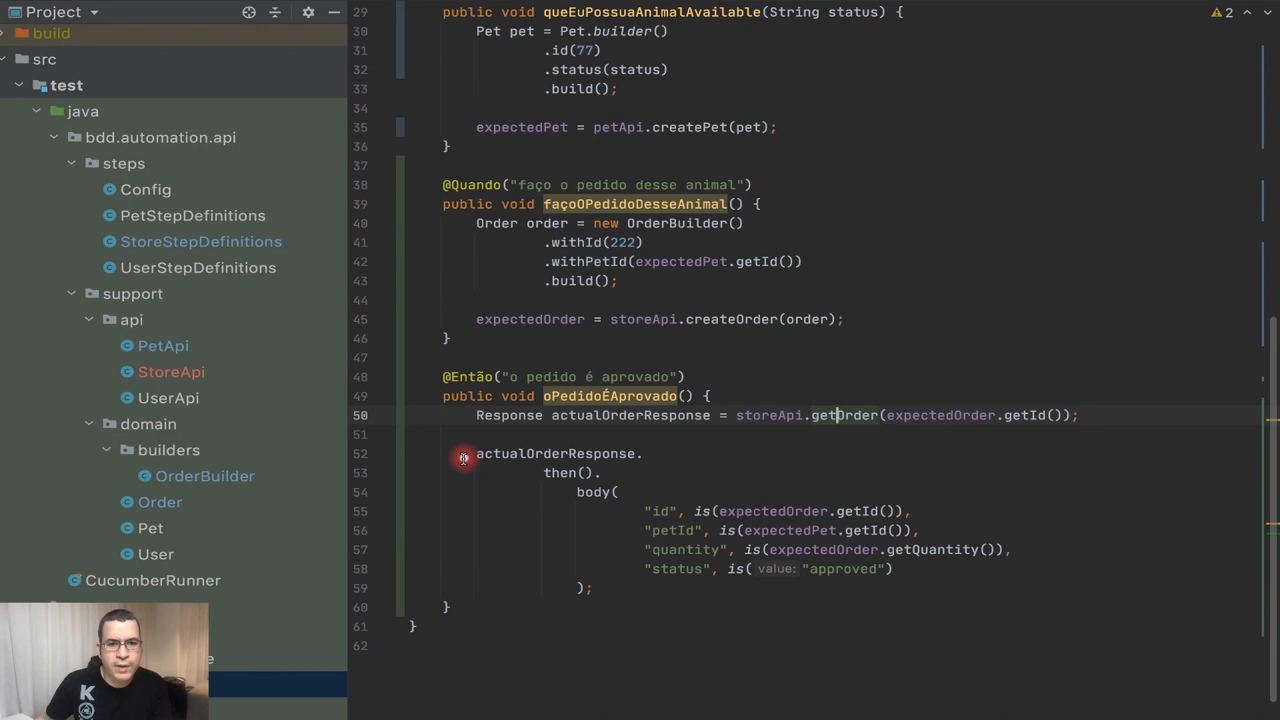 Project
build
src
test
java
bdd.automation.api
steps
Config
PetStepDefinitions
StoreStepDefinitions
UserStepDefinitions
support
api
PetApi
StoreApi
UserApi
domain
builders
OrderBuilder
Order
Pet
User
CucumberRunner
2
29 public void queEuPossuaAnimalAvailable(String status) {
30 Pet pet = Pet.builder()
31 .id(77)
32 .status(status)
33 .build();
34
35 expectedPet = petApi.createPet(pet);
36 }
37
38 @Quando("faço o pedido desse animal")
39 public void façoOPedidoDesseAnimal() {
40 Order order = new OrderBuilder()
41 .withId(222)
42 .withPetId(expectedPet.getId())
43 .build();
44
45 expectedOrder = storeApi.createOrder(order);
46 }
47
48 @Então("o pedido é aprovado")
49 public void oPedidoÉAprovado() {
50 Response actualOrderResponse = storeApi.getOrder(expectedOrder.getId());
51
52 actualOrderResponse.
53 then().
54 body(
55 "id", is(expectedOrder.getId()),
56 "petId", is(expectedPet.getId()),
57 "quantity", is(expectedOrder.getQuantity()),
58 "status", is( value: "approved")
59 );
60 }
61 }
62